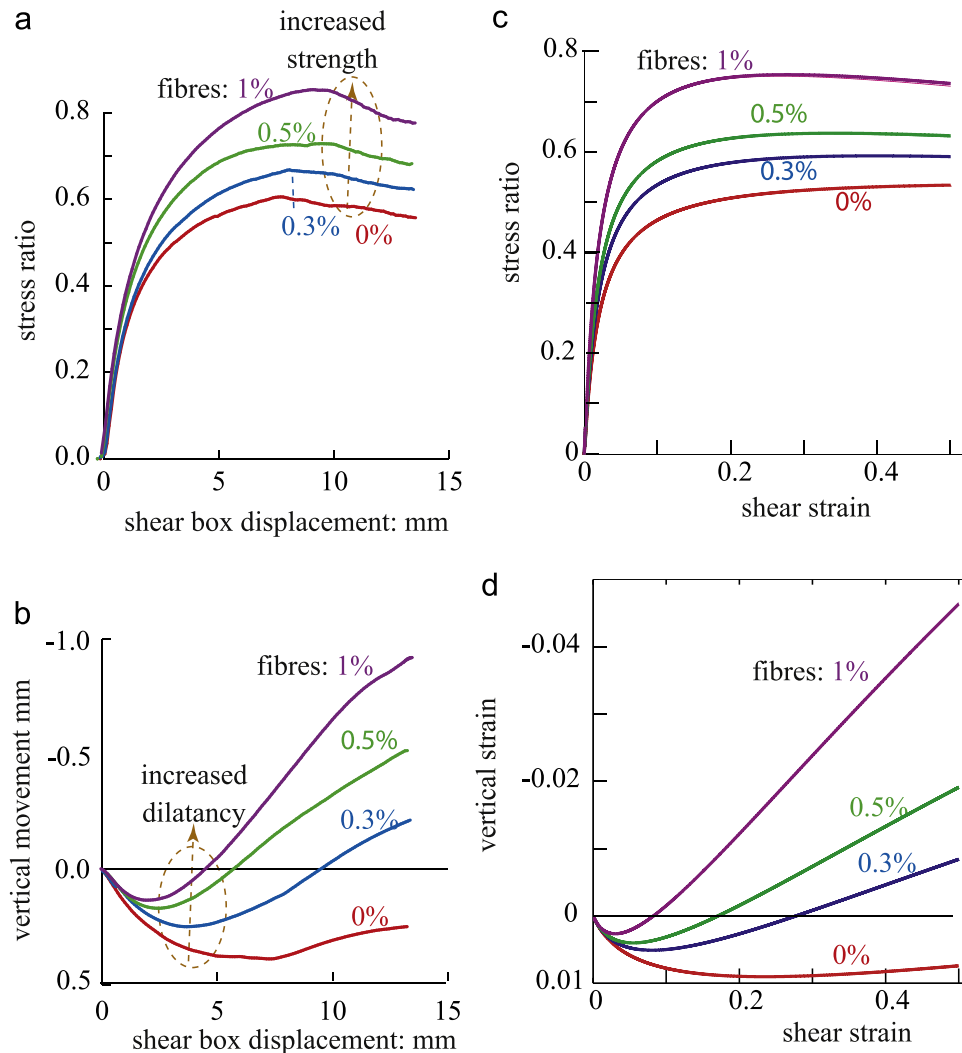 a
increased
strength
fibres: 1%
0.8
0.5%
0.6
0.3%
0%
0.4
0.2
0.0
stress ratio
0
5
10
15
shear box displacement: mm
c
0.8
fibres: 1%
0.5%
0.6
0.3%
0%
0.4
0.2
0
stress ratio
0
0.2
0.4
shear strain
b
-1.0
fibres: 1%
-0.5
0.5%
increased
dilatancy
0.3%
0.0
0%
0.5
vertical movement mm
0
5
10
15
shear box displacement: mm
d
-0.04
fibres: 1%
-0.02
0.5%
0.3%
0
0%
0.01
vertical strain
0
0.2
0.4
shear strain